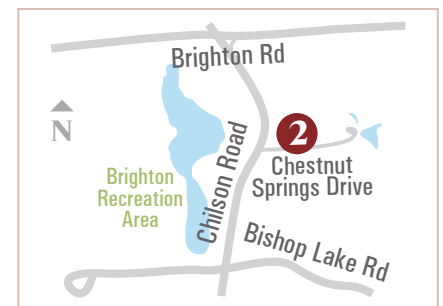 Brighton Rd
N
2
Chestnut
Springs Drive
Chilson Road
Brighton
Recreation
Area
Bishop Lake Rd